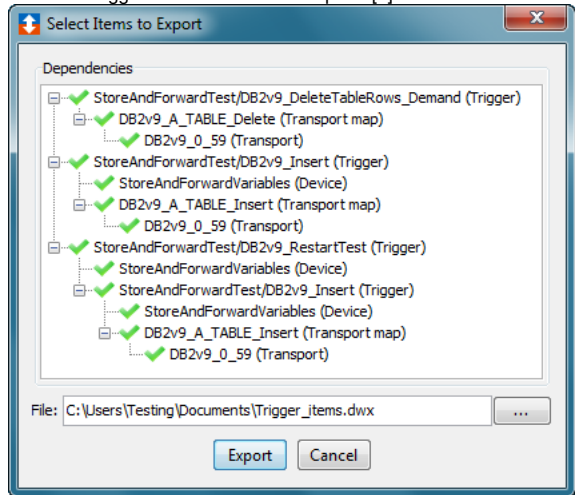 Select Items to Export
Dependencies
StoreAndForwardTest/DB2v9_DeleteTableRows_Demand (Trigger)
DB2v9_A_TABLE_Delete (Transport map)
DB2v9_0_59 (Transport)
StoreAndForwardTest/DB2v9_Insert (Trigger)
StoreAndForwardVariables (Device)
DB2v9_A_TABLE_Insert (Transport map)
DB2v9_0_59 (Transport)
StoreAndForwardTest/DB2v9_RestartTest (Trigger)
StoreAndForwardVariables (Device)
StoreAndForwardTest/DB2v9_Insert (Trigger)
StoreAndForwardVariables (Device)
DB2v9_A_TABLE_Insert (Transport map)
DB2v9_0_59 (Transport)
File: C:\Users\Testing\Documents\Trigger_items.dwx ...
Export Cancel